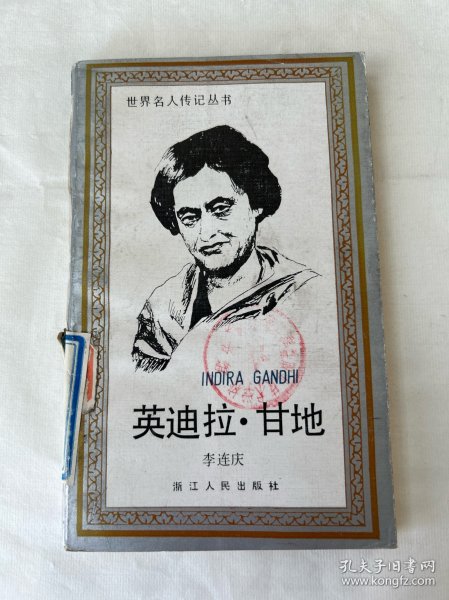 世界名人传记丛书
INDIRA GANDHI
英迪拉·甘地
李连庆
浙江人民出版社
孔夫子旧书网
www.kongfz.com